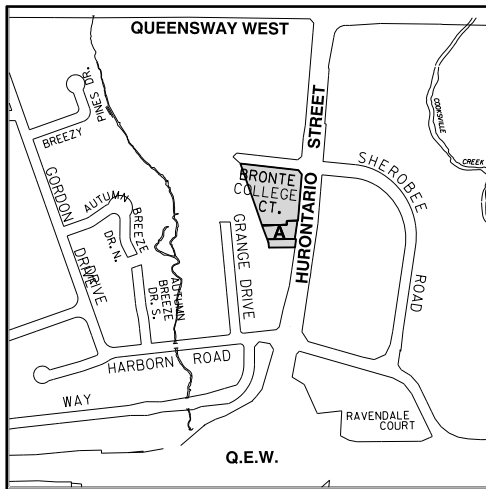 QUEENSWAY WEST
PINES DR.
BREEZY
GORDON
DRIVE
DRIVE
AUTUMN
BREEZE
DR. N.
AUTUMN
BREEZE
DR. S.
GRANGE DRIVE
BRONTE
COLLEGE
CT.
A
HURONTARIO STREET
SHEROBEE
ROAD
COOKSVILLE
CREEK
HARBORN ROAD
WAY
RAVENDALE
COURT
Q.E.W.